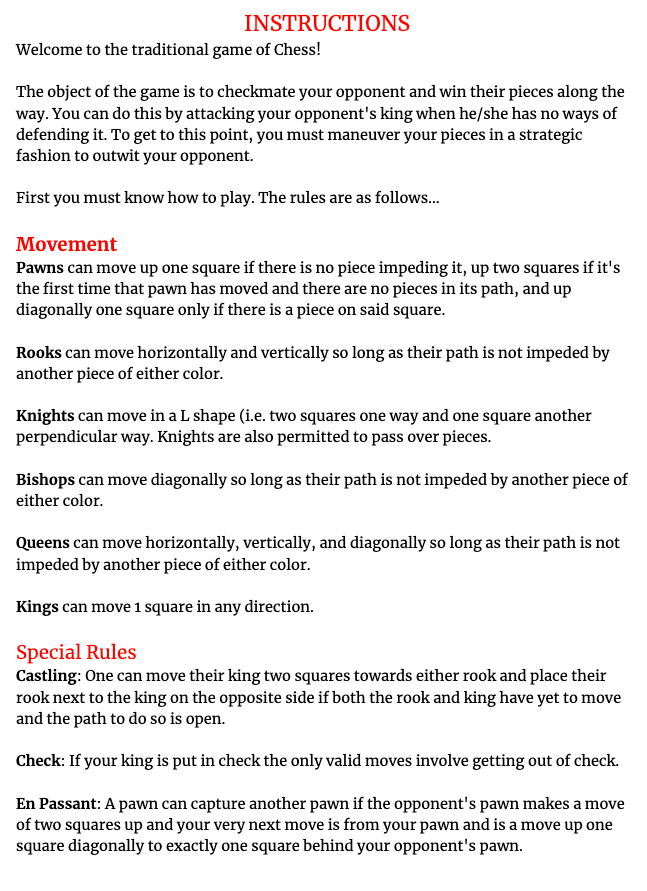 INSTRUCTIONS
Welcome to the traditional game of Chess!
The object of the game is to checkmate your opponent and win their pieces along the
way. You can do this by attacking your opponent's king when he/she has no ways of
defending it. To get to this point, you must maneuver your pieces in a strategic
fashion to outwit your opponent.
First you must know how to play. The rules are as follows...
Movement
Pawns can move up one square if there is no piece impeding it, up two squares if it's
the first time that pawn has moved and there are no pieces in its path, and up
diagonally one square only if there is a piece on said square.
Rooks can move horizontally and vertically so long as their path is not impeded by
another piece of either color.
Knights can move in a L shape (i.e. two squares one way and one square another
perpendicular way. Knights are also permitted to pass over pieces.
Bishops can move diagonally so long as their path is not impeded by another piece of
either color.
Queens can move horizontally, vertically, and diagonally so long as their path is not
impeded by another piece of either color.
Kings can move 1 square in any direction.
Special Rules
Castling: One can move their king two squares towards either rook and place their
rook next to the king on the opposite side if both the rook and king have yet to move
and the path to do so is open.
Check: If your king is put in check the only valid moves involve getting out of check.
En Passant: A pawn can capture another pawn if the opponent's pawn makes a move
of two squares up and your very next move is from your pawn and is a move up one
square diagonally to exactly one square behind your opponent's pawn.